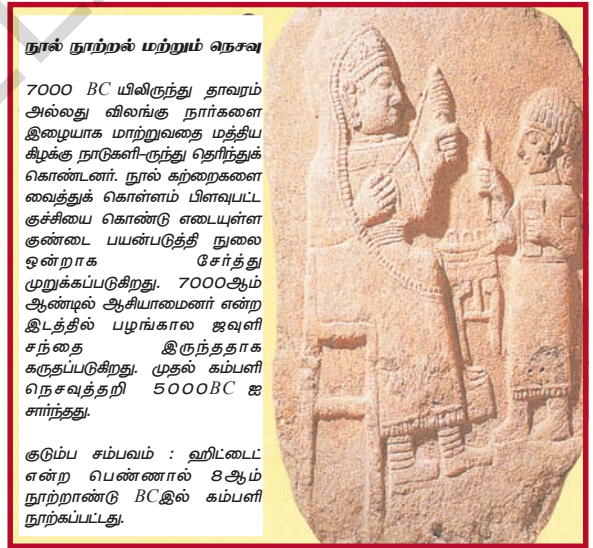 நூல் நூற்றல் மற்றும் நெசவு
7000 BC யிலிருந்து தாவரம்
அல்லது விலங்கு நார்களை
இழையாக மாற்றுவதை மத்திய
கிழக்கு நாடுகளி-ருந்து தெரிந்துக்
கொண்டனர். நூல் கற்றைகளை
வைத்துக் கொள்ளம் பிளவுபட்ட
குச்சியை கொண்டு எடையுள்ள
குண்டை பயன்படுத்தி நுலை
ஒன்றாக சேர்த்து
முறுக்கப்படுகிறது. 7000ஆம்
ஆண்டில் ஆசியாமைனர் என்ற
இடத்தில் பழங்கால ஜவுளி
சந்தை இருந்ததாக
கருதப்படுகிறது. முதல் கம்பளி
நெசவுத்தறி 5000BC ஐ
சார்ந்தது.
குடும்ப சம்பவம் : ஹிட்டைட்
என்ற பெண்ணால் 8ஆம்
நூற்றாண்டு BCஇல் கம்பளி
நூற்கப்பட்டது.